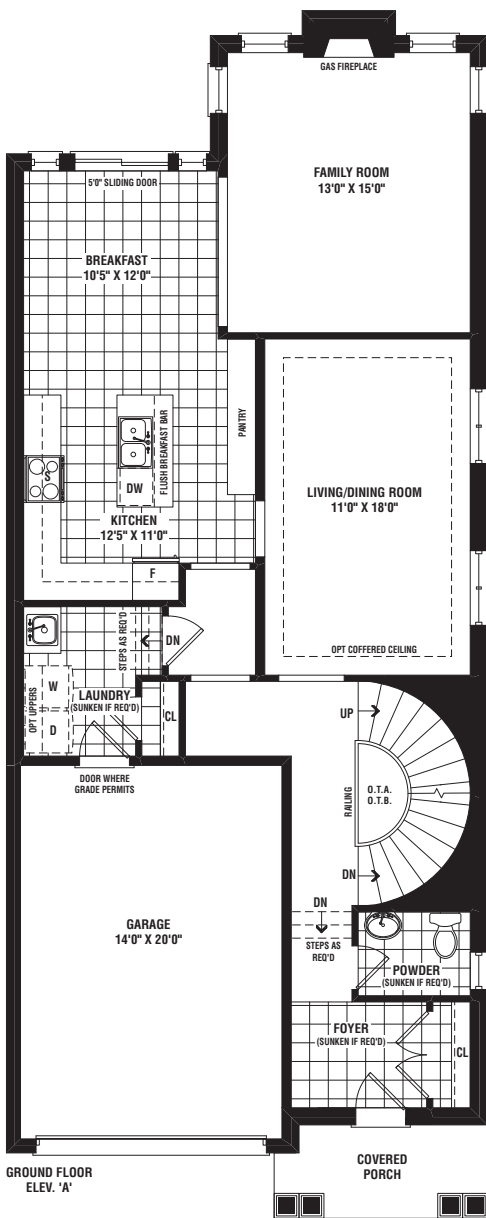 GAS FIREPLACE
FAMILY ROOM
13'0" X 15'0"
5'0" SLIDING DOOR
BREAKFAST
10'5" X 12'0"
PANTRY
FLUSH BREAKFAST BAR
DW
S
LIVING/DINING ROOM
11'0" X 18'0"
KITCHEN
12'5" X 11'0"
F
OPT COFFERED CEILING
STEPS AS REQ'D
DN
W
D
OPT UPPERS
LAUNDRY
(SUNKEN IF REQ'D)
CL
UP
RAILING
O.T.A.
O.T.B.
DOOR WHERE
GRADE PERMITS
DN
DN
STEPS AS
REQ'D
GARAGE
14'0" X 20'0"
POWDER
(SUNKEN IF REQ'D)
FOYER
(SUNKEN IF REQ'D)
CL
GROUND FLOOR
ELEV. 'A'
COVERED
PORCH